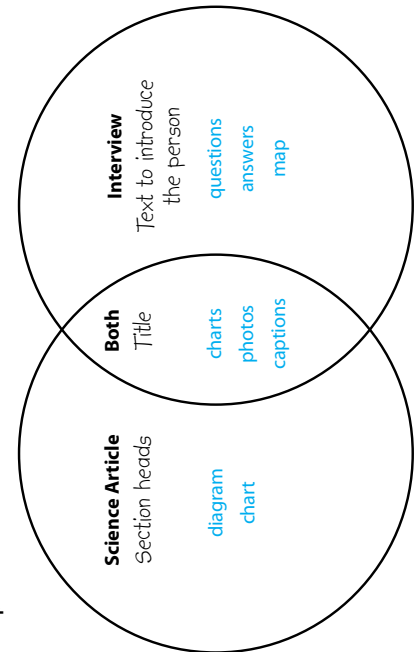 Science Article
Section heads
diagram
chart
Both
Title
charts
photos
captions
Interview
Text to introduce
the person
questions
answers
map